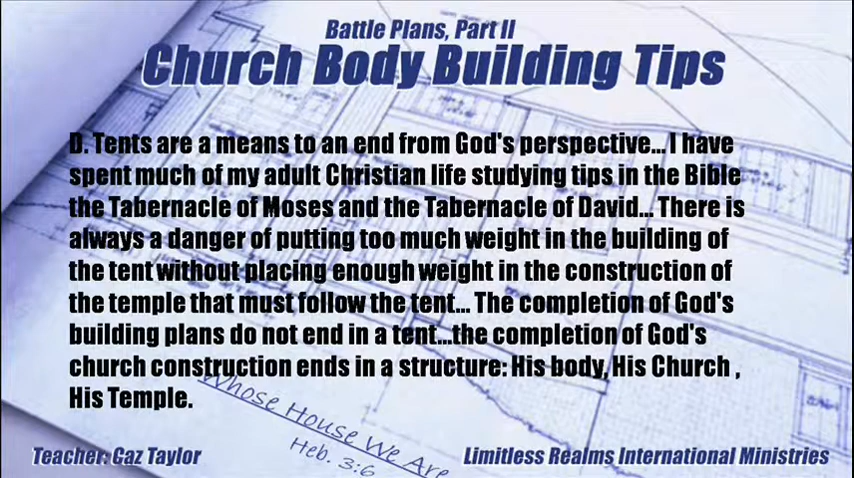 Battle Plans, Part II
Church Body Building Tips
D. Tents are a means to an end from God's perspective... I have
spent much of my adult Christian life studying tips in the Bible
the Tabernacle of Moses and the Tabernacle of David... There is
always a danger of putting too much weight in the building of
the tent without placing enough weight in the construction of
the temple that must follow the tent... The completion of God's
building plans do not end in a tent...the completion of God's
church construction ends in a structure: His body, His Church ,
His Temple.
Whose House We Are
Heb. 3:6
Teacher: Caz Taylor
Limitless Realms International Ministries